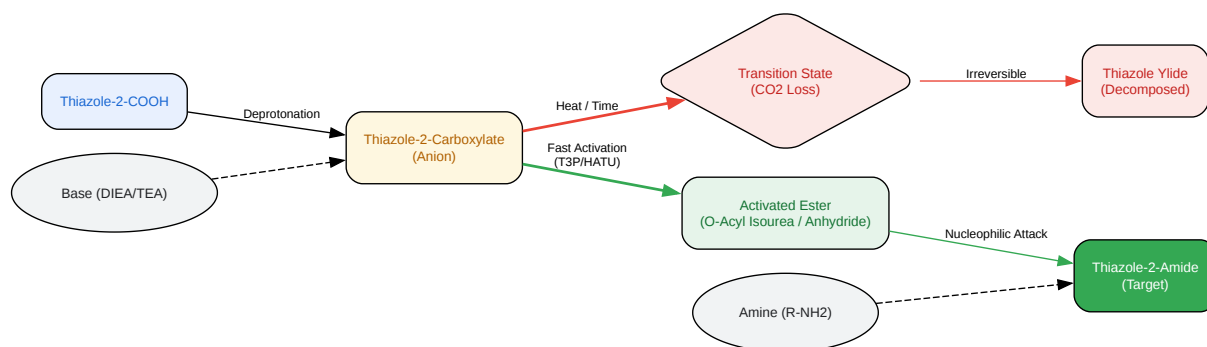 Thiazole-2-COOH
Deprotonation
Base (DIEA/TEA)
Thiazole-2-Carboxylate
(Anion)
Heat / Time
Fast Activation
(T3P/HATU)
Transition State
(CO2 Loss)
Irreversible
Thiazole Ylide
(Decomposed)
Activated Ester
(O-Acyl Isourea / Anhydride)
Nucleophilic Attack
Amine (R-NH2)
Thiazole-2-Amide
(Target)